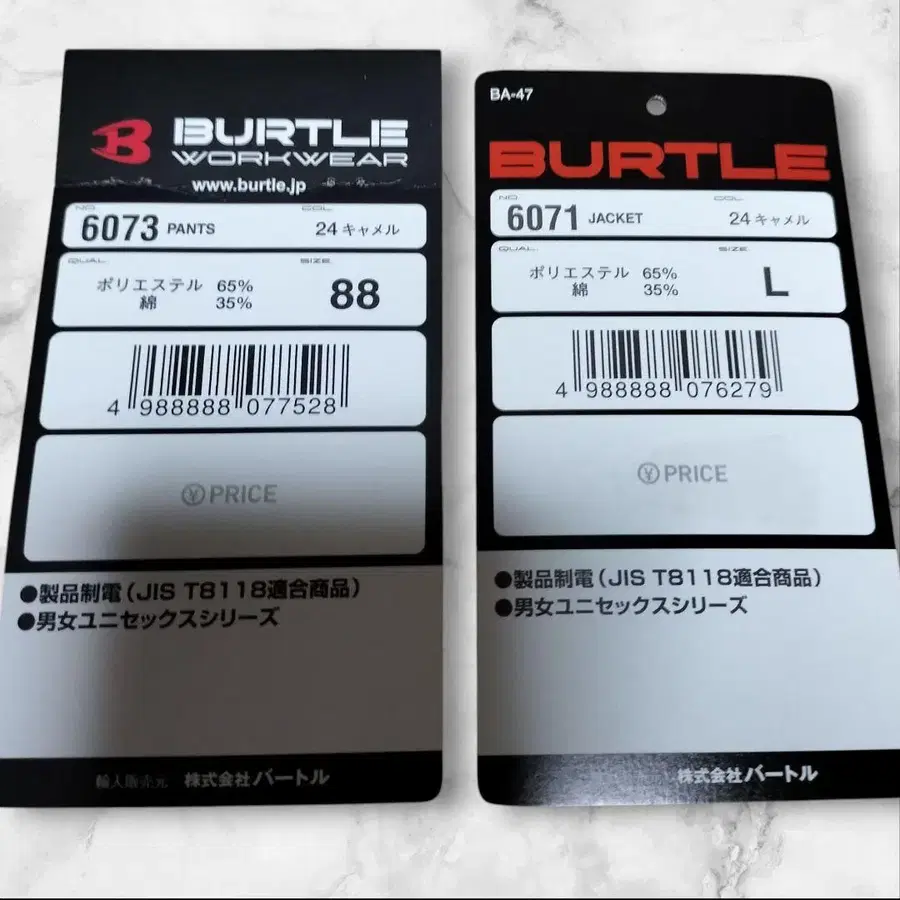 BURTLE
WORKWEAR
www.burtle.jp
NO.
COL.
6073 PANTS
24 キャメル
QUAL.
SIZE
ポリエステル 65%
綿 35%
88
4 988888 077528
¥ PRICE
●製品制電(JIS T8118適合商品)
●男女ユニセックスシリーズ
輸入販売元 株式会社バートル
BA-47
BURTLE
NO.
COL.
6071 JACKET
24 キャメル
QUAL.
SIZE
ポリエステル 65%
綿 35%
L
4 988888 076279
¥ PRICE
●製品制電(JIS T8118適合商品)
●男女ユニセックスシリーズ
株式会社バートル